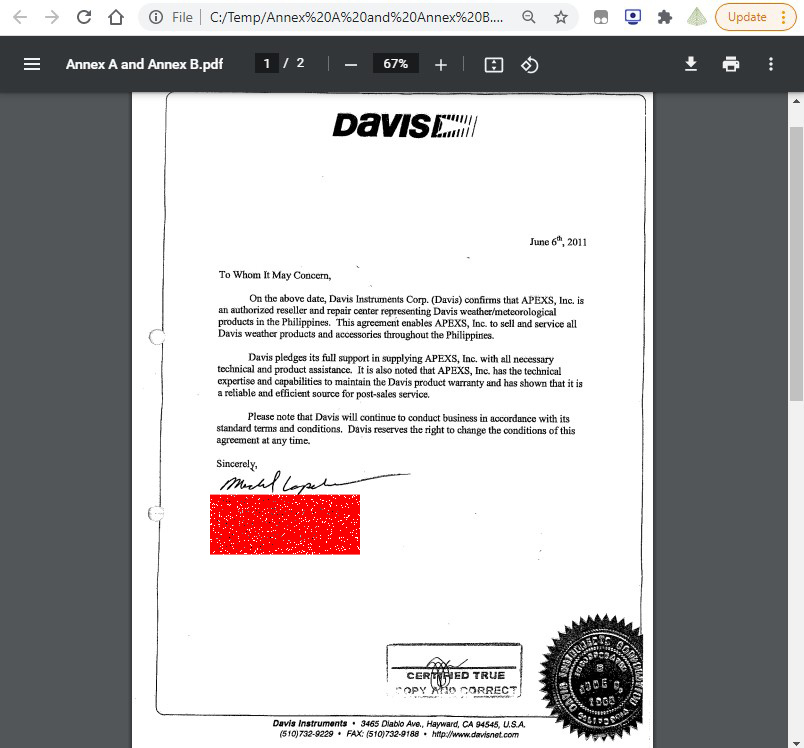 File | C:/Temp/Annex%20A%20and%20Annex%20B....
Update
Annex A and Annex B.pdf
1 / 2
67%
DAVIS
June 6th, 2011
To Whom It May Concern,
On the above date, Davis Instruments Corp. (Davis) confirms that APEXS, Inc. is
an authorized reseller and repair center representing Davis weather/meteorological
products in the Philippines. This agreement enables APEXS, Inc. to sell and service all
Davis weather products and accessories throughout the Philippines.
Davis pledges its full support in supplying APEXS, Inc. with all necessary
technical and product assistance. It is also noted that APEXS, Inc. has the technical
expertise and capabilities to maintain the Davis product warranty and has shown that it is
a reliable and efficient source for post-sales service.
Please note that Davis will continue to conduct business in accordance with its
standard terms and conditions. Davis reserves the right to change the conditions of this
agreement at any time.
Sincerely,
CERTIFIED TRUE
COPY AND CORRECT
DAVIS INSTRUMENTS CORPORATION
INCORPORATED
JUNE
CALIFORNIA
Davis Instruments • 3465 Diablo Ave., Hayward, CA 94545, U.S.A.
(510)732-9229 • FAX: (510)732-9188 • http://www.davisnet.com